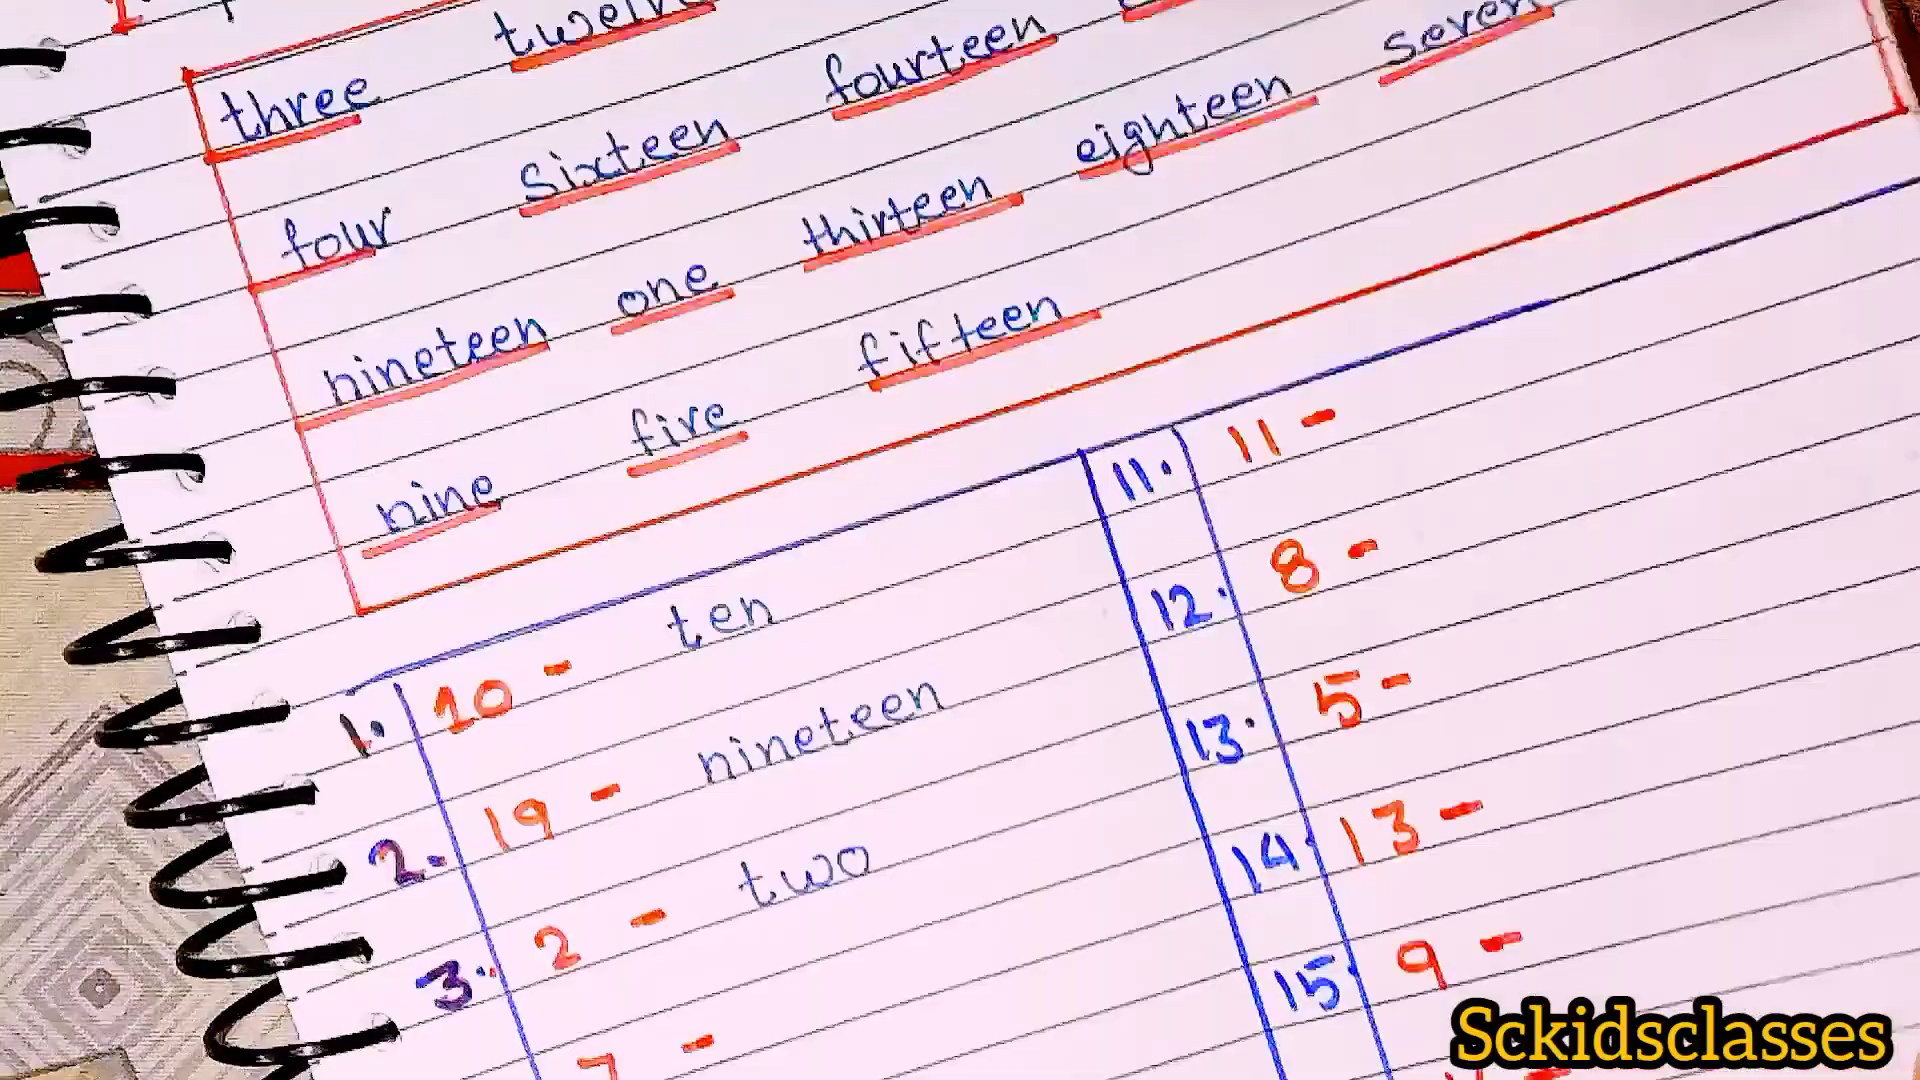 three twelve
four sixteen fourteen
nineteen one thirteen eighteen seven
nine five fifteen
1. 10 - ten
2. 19 - nineteen
3. 2 - two
7 -
11. 11 -
12. 8 -
13. 5 -
14. 13 -
15. 9 -
Sckidsclasses